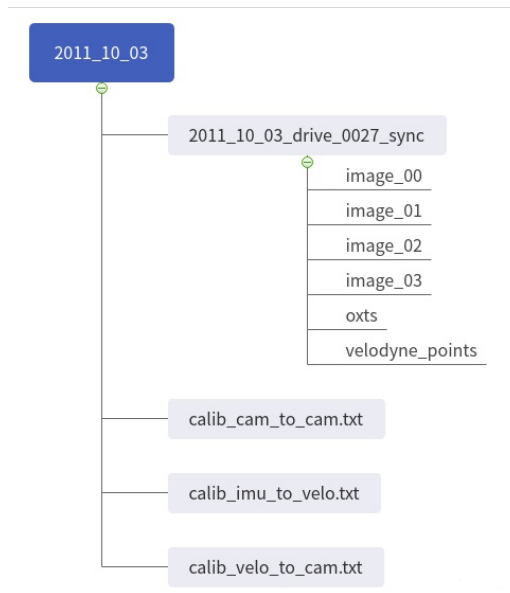 2011_10_03
2011_10_03_drive_0027_sync
image_00
image_01
image_02
image_03
oxts
velodyne_points
calib_cam_to_cam.txt
calib_imu_to_velo.txt
calib_velo_to_cam.txt